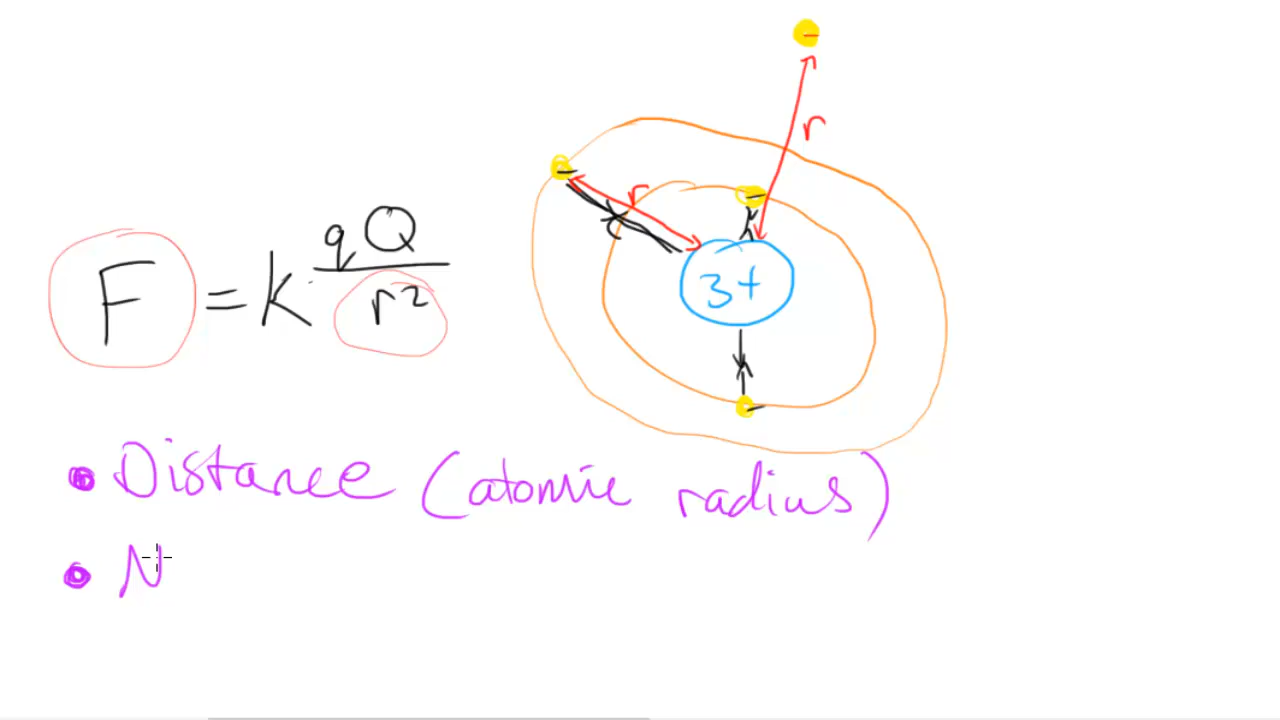 F = k qQ / r²
r
r
3+
• Distance (atomic radius)
• N